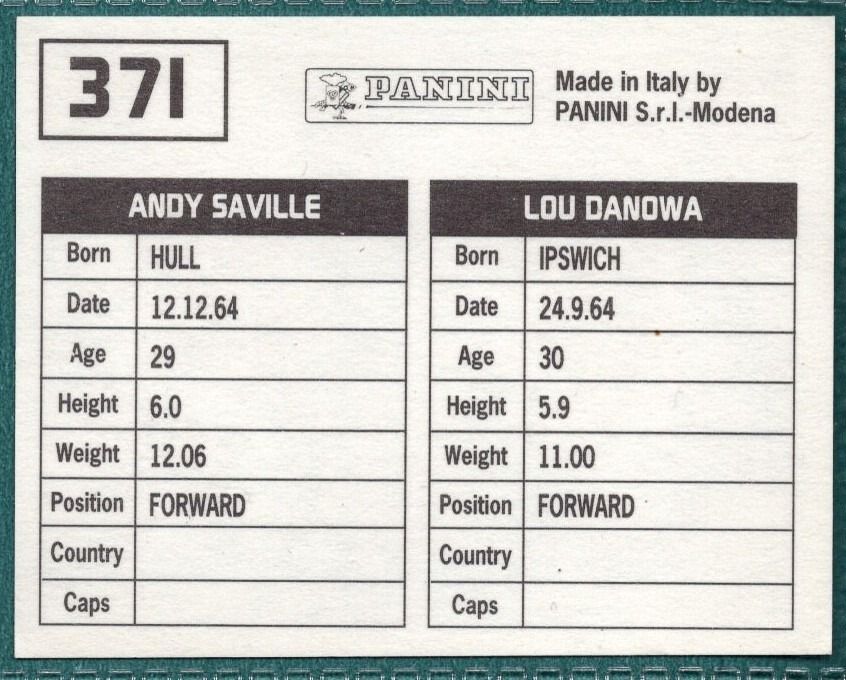 371
PANINI
Made in Italy by
PANINI S.r.l.-Modena
ANDY SAVILLE
Born HULL
Date 12.12.64
Age 29
Height 6.0
Weight 12.06
Position FORWARD
Country
Caps
LOU DANOWA
Born IPSWICH
Date 24.9.64
Age 30
Height 5.9
Weight 11.00
Position FORWARD
Country
Caps